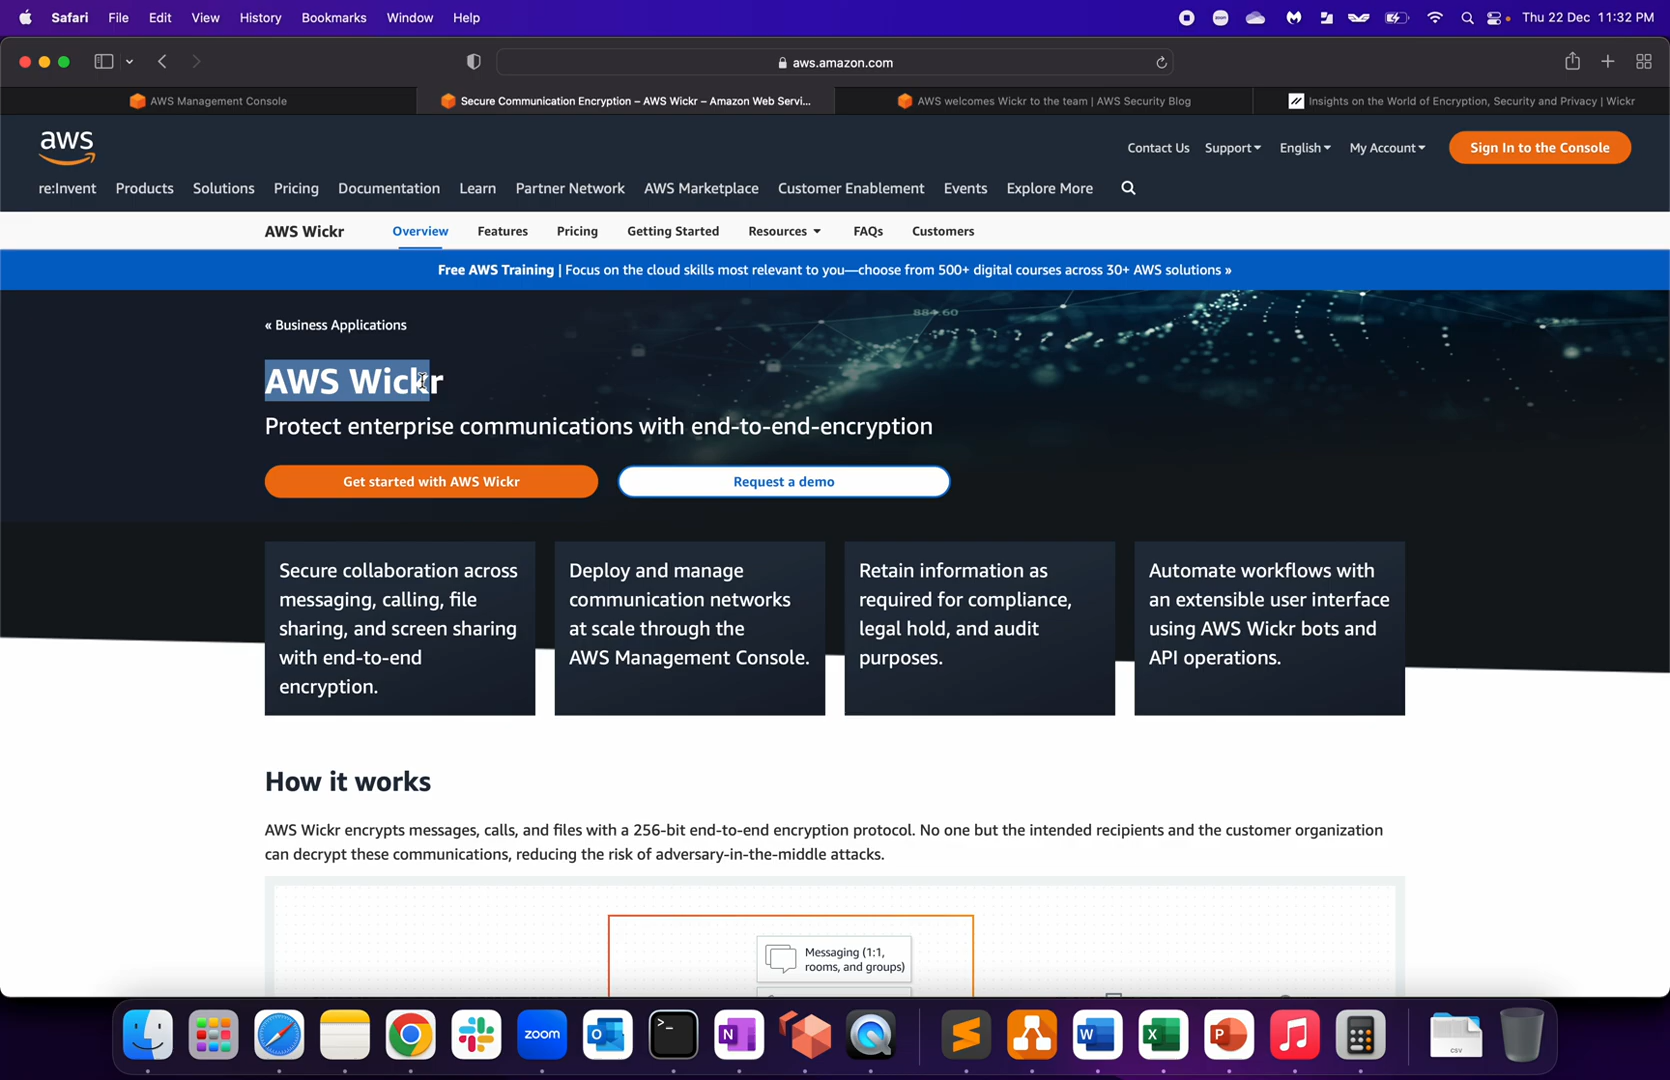 Safari File Edit View History Bookmarks Window Help Thu 22 Dec 11:32 PM
aws.amazon.com
AWS Management Console
Secure Communication Encryption – AWS Wickr – Amazon Web Servi...
AWS welcomes Wickr to the team | AWS Security Blog
Insights on the World of Encryption, Security and Privacy | Wickr
aws
Contact Us Support English My Account Sign In to the Console
re:Invent Products Solutions Pricing Documentation Learn Partner Network AWS Marketplace Customer Enablement Events Explore More
AWS Wickr Overview Features Pricing Getting Started Resources FAQs Customers
Free AWS Training | Focus on the cloud skills most relevant to you—choose from 500+ digital courses across 30+ AWS solutions »
« Business Applications
AWS Wickr
Protect enterprise communications with end-to-end-encryption
Get started with AWS Wickr
Request a demo
Secure collaboration across
messaging, calling, file
sharing, and screen sharing
with end-to-end
encryption.
Deploy and manage
communication networks
at scale through the
AWS Management Console.
Retain information as
required for compliance,
legal hold, and audit
purposes.
Automate workflows with
an extensible user interface
using AWS Wickr bots and
API operations.
How it works
AWS Wickr encrypts messages, calls, and files with a 256-bit end-to-end encryption protocol. No one but the intended recipients and the customer organization
can decrypt these communications, reducing the risk of adversary-in-the-middle attacks.
Messaging (1:1,
rooms, and groups)
zoom
CSV